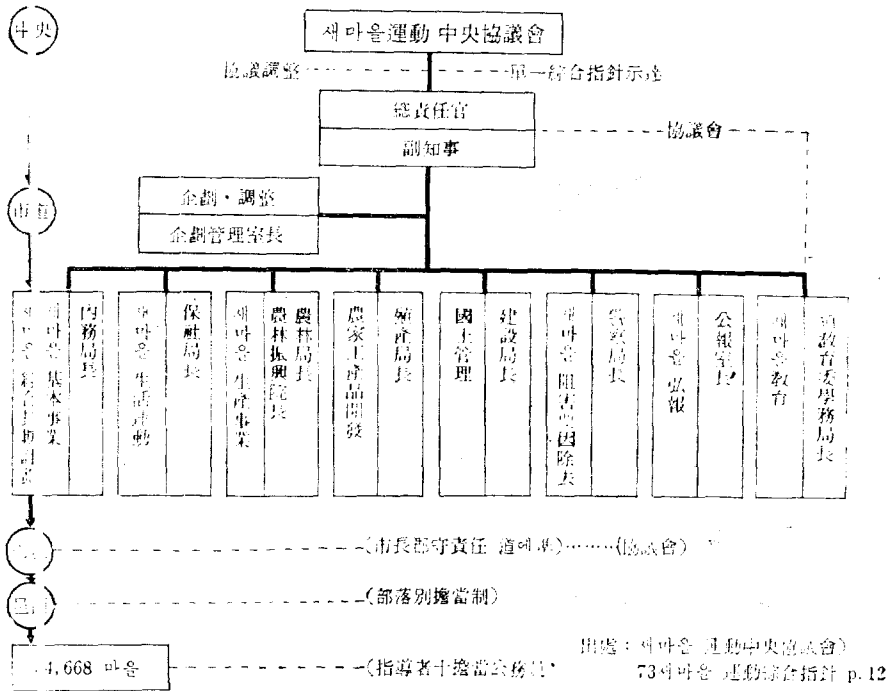 中央
새마을運動 中央協議會
協議調整
單一綜合指針示達
總責任官
副知事
協議會
市道
企劃・調整
企劃管理室長
內務局長
새마을 基本事業
새마을
保社局長
새마을 生活運動
農林局長
農林振興院長
새마을 生產事業
殖產局長
農家工產品開發
建設局長
國土管理
警察局長
새마을 阻害要因除去
公報室長
새마을 弘報
道教育委學務局長
새마을教育
(市長郡守責任 道에準)……(協議會)
(部落別擔當制)
4,668 마을
(指導者十擔當公務員)
出處 : 새마을 運動中央協議會)
73새마을 運動綜合指針 p.12